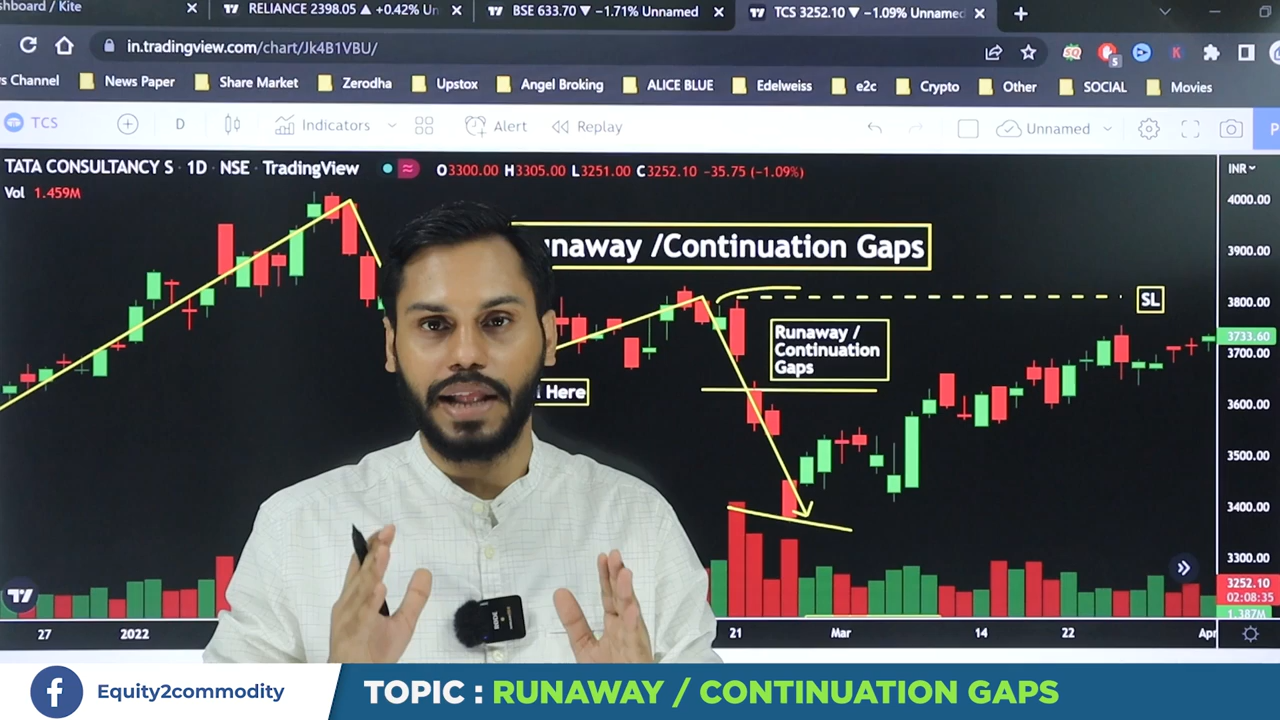 shboard / Kite
RELIANCE 2398.05 ▲ +0.42% Un
BSE 633.70 ▼ −1.71% Unnamed
TCS 3252.10 ▼ −1.09% Unnamed
in.tradingview.com/chart/Jk4B1VBU/
s Channel
News Paper
Share Market
Zerodha
Upstox
Angel Broking
ALICE BLUE
Edelweiss
e2c
Crypto
Other
SOCIAL
Movies
TCS
D
Indicators
Alert
Replay
Unnamed
P
TATA CONSULTANCY S · 1D · NSE · TradingView
O3300.00 H3305.00 L3251.00 C3252.10 −35.75 (−1.09%)
INR
Vol 1.459M
4000.00
3900.00
3800.00
3733.60
3700.00
3600.00
3500.00
3400.00
3300.00
3252.10
02:08:35
1.387M
unaway /Continuation Gaps
SL
Runaway /
Continuation
Gaps
Here
27
2022
21
Mar
14
22
Apr
Equity2commodity
TOPIC : RUNAWAY / CONTINUATION GAPS